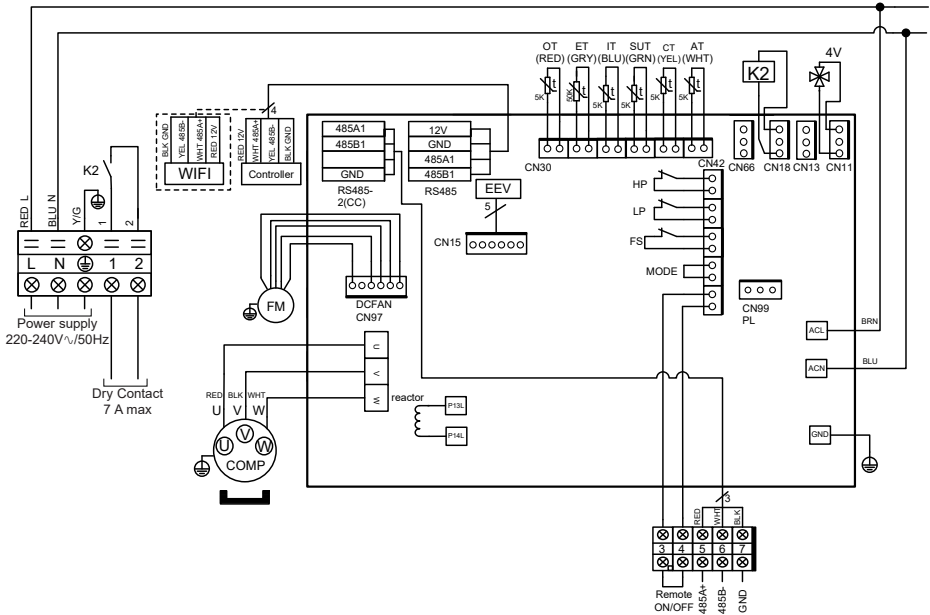 OT ET IT SUT CT AT
(RED) (GRY) (BLU) (GRN) (YEL) (WHT)
5K 50K 5K 5K 5K 5K
t t t t t t
K2
4V
CN30
CN42
CN66 CN18 CN13 CN11
4
BLK GND
YEL 485B-
WHT 485A+
RED 12V
WIFI
RED 12V
WHT 485A+
YEL 485B-
BLK GND
Controller
485A1
485B1
GND
RS485-
2(CC)
12V
GND
485A1
485B1
RS485
EEV
5
CN15
HP
LP
FS
MODE
CN99
PL
K2
RED L
BLU N
Y/G
1
2
L N 1 2
Power supply
220-240V∿/50Hz
Dry Contact
7 A max
FM
DCFAN
CN97
U
V
W
RED BLK WHT
U V W
U V W
COMP
reactor
P13L
P14L
ACL
BRN
ACN
BLU
GND
3
RED
WHT
BLK
3 4 5 6 7
Remote
ON/OFF
485A+
485B-
GND